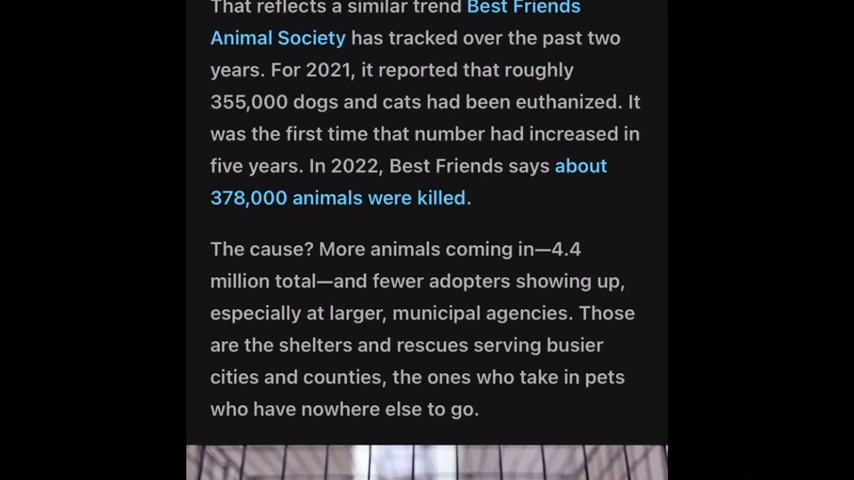 That reflects a similar trend Best Friends
Animal Society has tracked over the past two
years. For 2021, it reported that roughly
355,000 dogs and cats had been euthanized. It
was the first time that number had increased in
five years. In 2022, Best Friends says about
378,000 animals were killed.
The cause? More animals coming in—4.4
million total—and fewer adopters showing up,
especially at larger, municipal agencies. Those
are the shelters and rescues serving busier
cities and counties, the ones who take in pets
who have nowhere else to go.